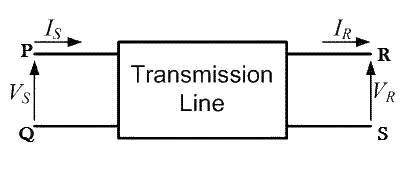 I_S
I_R
P
R
Transmission
Line
V_S
V_R
Q
S